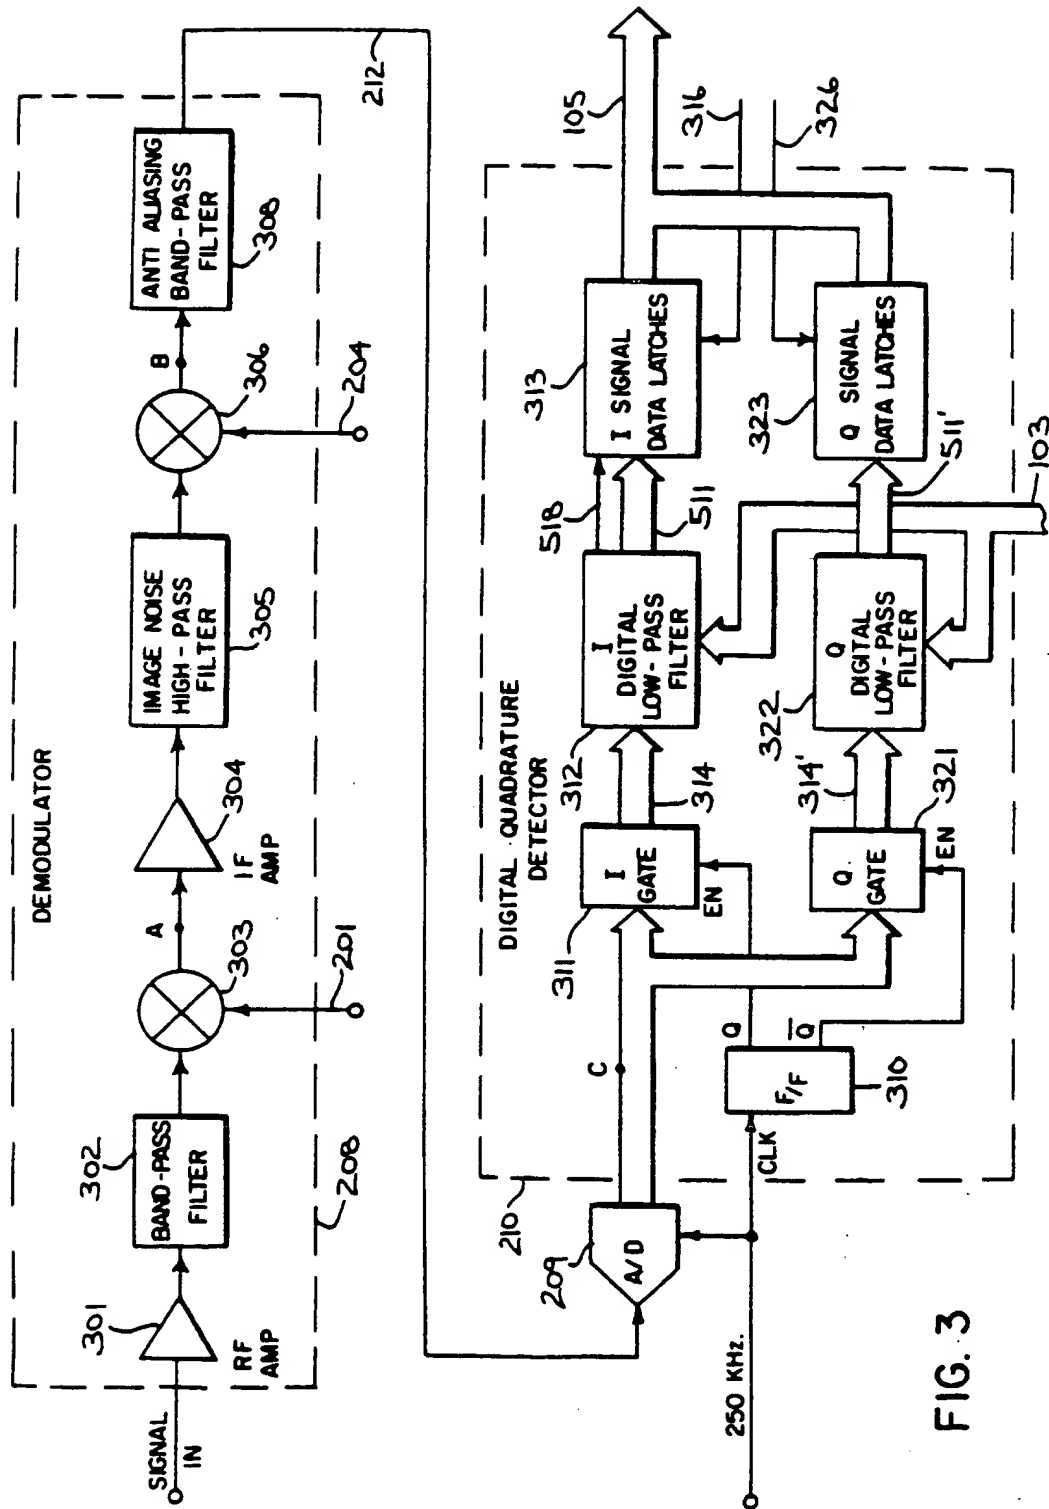 DEMODULATOR
SIGNAL
IN
301
RF
AMP
302
BAND-PASS
FILTER
208
303
201
A
304
IF
AMP
IMAGE NOISE
HIGH-PASS
FILTER
305
306
204
B
ANTI ALIASING
BAND-PASS
FILTER
308
212
DIGITAL QUADRATURE
DETECTOR
210
209
A/D
250 KHz.
CLK
C
F/F
310
Q
Q̅
311
I
GATE
EN
314
312
I
DIGITAL
LOW-PASS
FILTER
518
511
313
I SIGNAL
DATA LATCHES
105
316
326
Q
GATE
EN
321
314'
322
Q
DIGITAL
LOW-PASS
FILTER
511'
103
323
Q SIGNAL
DATA LATCHES
FIG. 3